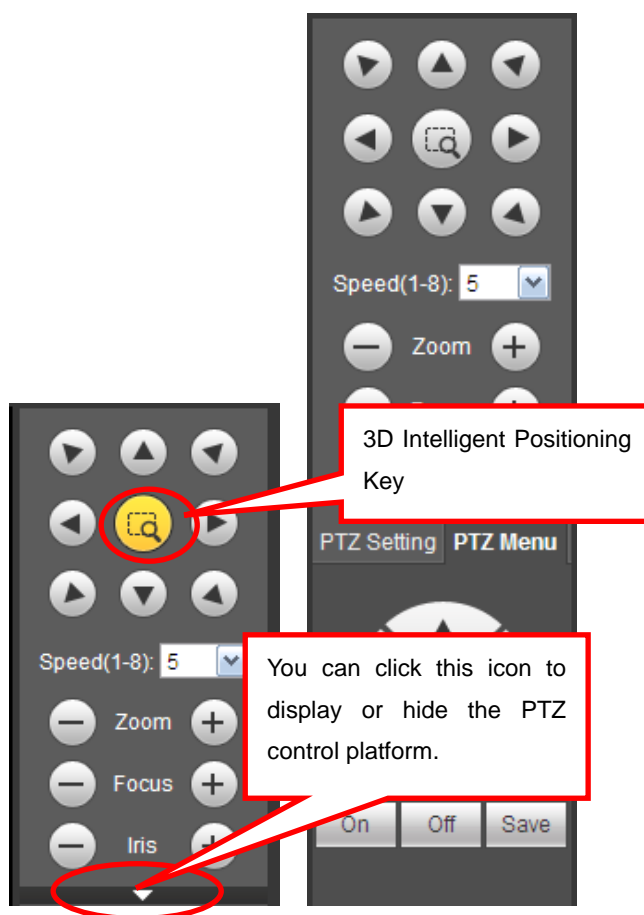 Speed(1-8): 5
Zoom
3D Intelligent Positioning
Key
PTZ Setting PTZ Menu
Speed(1-8): 5
Zoom
Focus
Iris
You can click this icon to
display or hide the PTZ
control platform.
On Off Save